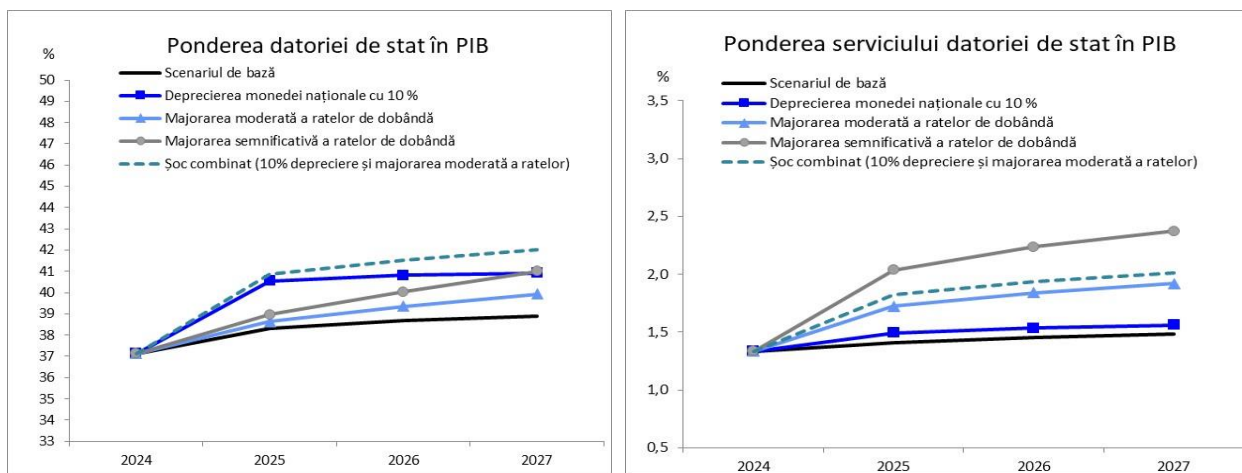 Ponderea datoriei de stat în PIB
%
Scenariul de bază
Deprecierea monedei naționale cu 10 %
Majorarea moderată a ratelor de dobândă
Majorarea semnificativă a ratelor de dobândă
Șoc combinat (10% depreciere și majorarea moderată a ratelor)
50
49
48
47
46
45
44
43
42
41
40
39
38
37
36
35
34
33
2024
2025
2026
2027
Ponderea serviciului datoriei de stat în PIB
%
Scenariul de bază
Deprecierea monedei naționale cu 10 %
Majorarea moderată a ratelor de dobândă
Majorarea semnificativă a ratelor de dobândă
Șoc combinat (10% depreciere și majorarea moderată a ratelor)
3,5
3,0
2,5
2,0
1,5
1,0
0,5
2024
2025
2026
2027